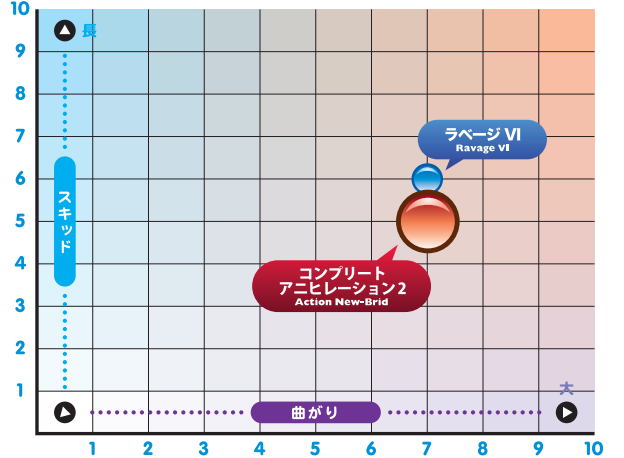 10
長
9
8
7
ラベージ VI
Ravage VI
6
スキッド
5
4
コンプリート
アニヒレーション2
Action New-Brid
3
2
1
大
曲がり
1 2 3 4 5 6 7 8 9 10